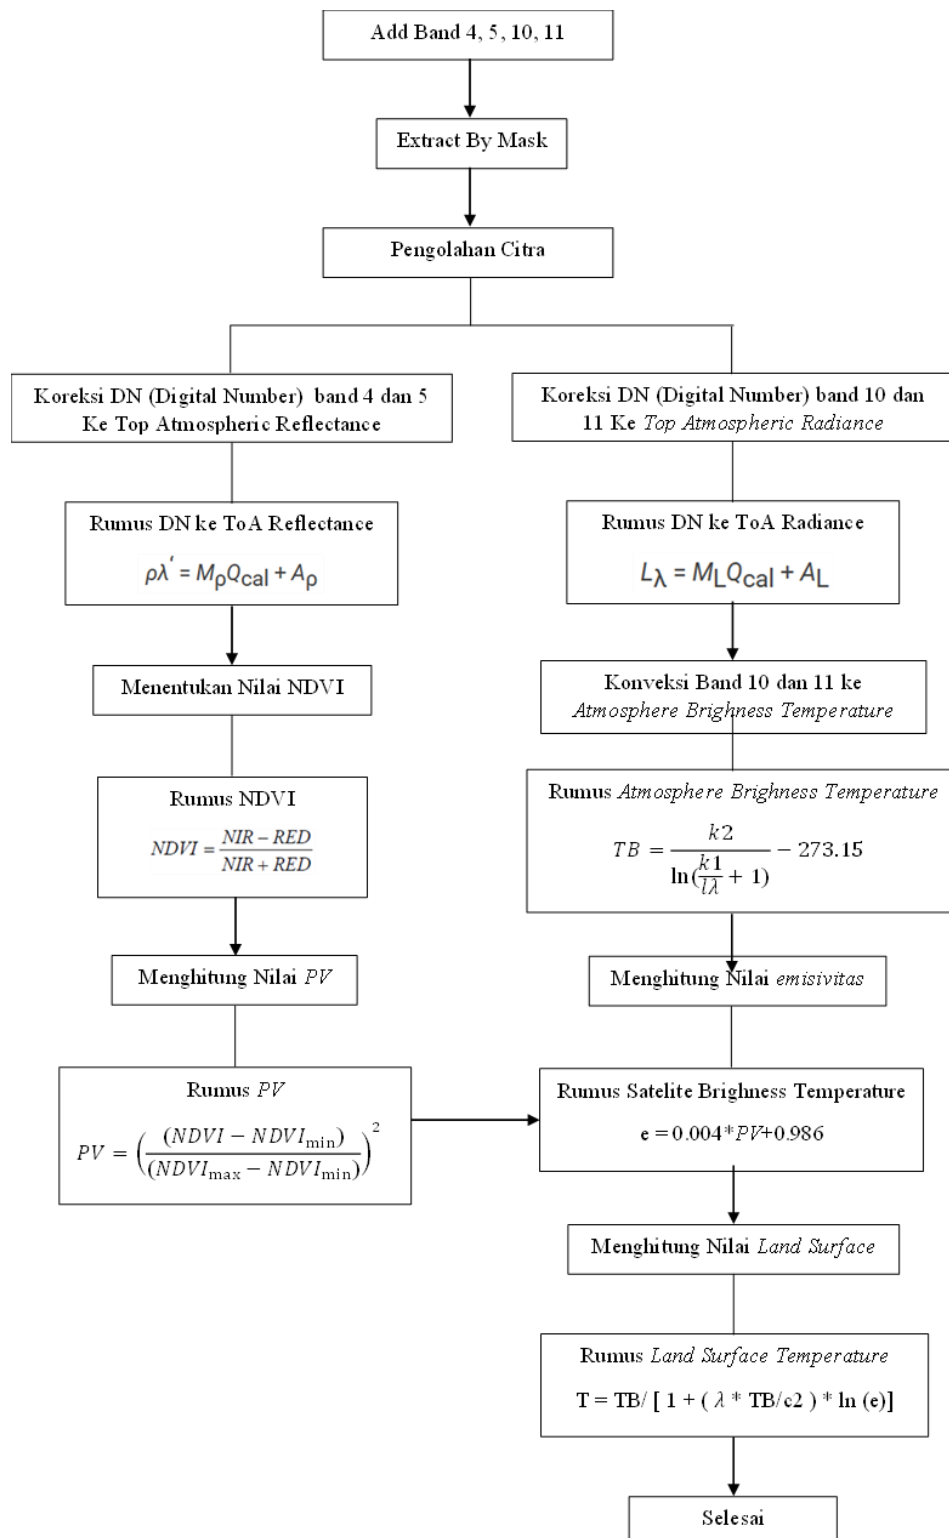 Add Band 4, 5, 10, 11
Extract By Mask
Pengolahan Citra
Koreksi DN (Digital Number) band 4 dan 5
Ke Top Atmospheric Reflectance
Rumus DN ke ToA Reflectance
ρλ' = MρQcal + Aρ
Menentukan Nilai NDVI
Rumus NDVI
NDVI = (NIR − RED)/(NIR + RED)
Menghitung Nilai PV
Rumus PV
PV = ((NDVI − NDVImin)/(NDVImax − NDVImin))²
Koreksi DN (Digital Number) band 10 dan
11 Ke Top Atmospheric Radiance
Rumus DN ke ToA Radiance
Lλ = MLQcal + AL
Konveksi Band 10 dan 11 ke
Atmosphere Brighness Temperature
Rumus Atmosphere Brighness Temperature
TB = k2/ln(k1/lλ + 1) − 273.15
Menghitung Nilai emisivitas
Rumus Satelite Brighness Temperature
e = 0.004*PV+0.986
Menghitung Nilai Land Surface
Rumus Land Surface Temperature
T = TB/ [ 1 + ( λ * TB/c2 ) * ln (e)]
Selesai